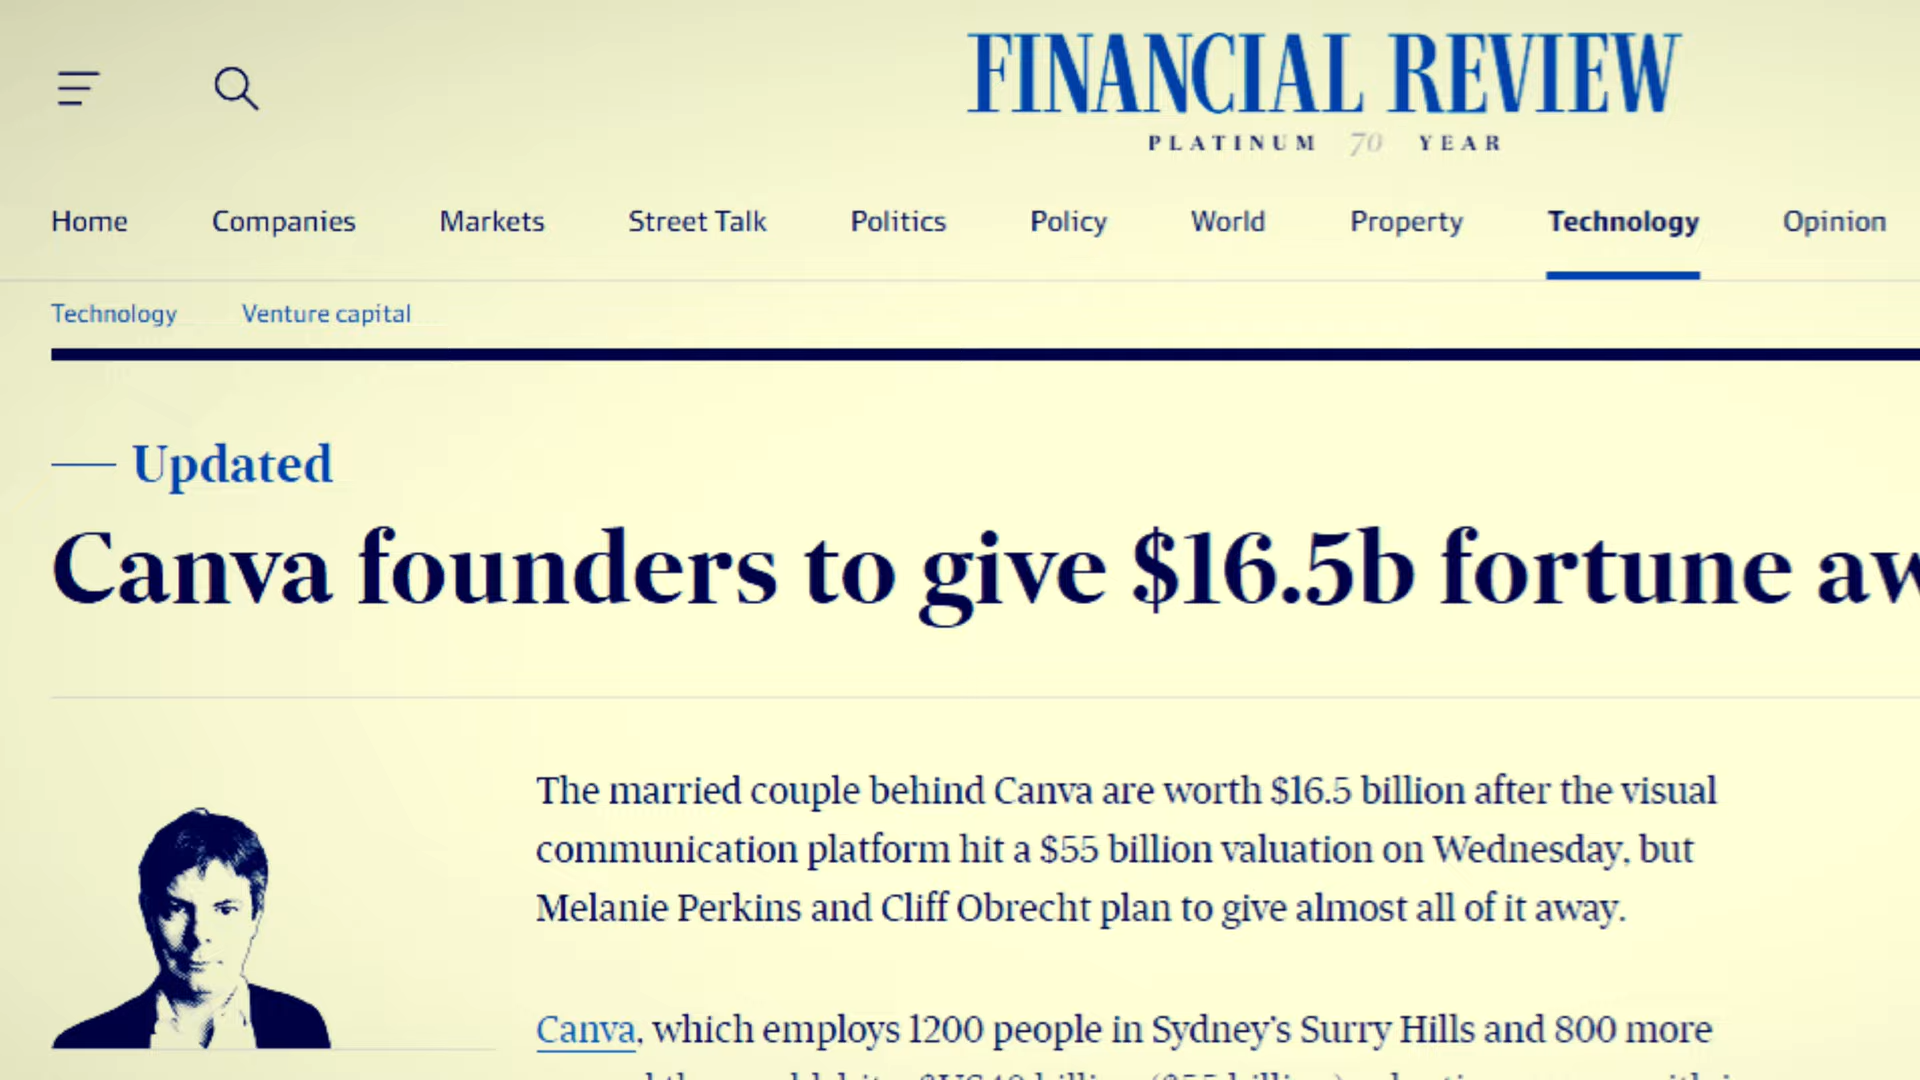 FINANCIAL REVIEW
PLATINUM 70 YEAR
Home Companies Markets Street Talk Politics Policy World Property Technology Opinion
Technology Venture capital
Updated
Canva founders to give $16.5b fortune aw
The married couple behind Canva are worth $16.5 billion after the visual
communication platform hit a $55 billion valuation on Wednesday, but
Melanie Perkins and Cliff Obrecht plan to give almost all of it away.
Canva, which employs 1200 people in Sydney's Surry Hills and 800 more